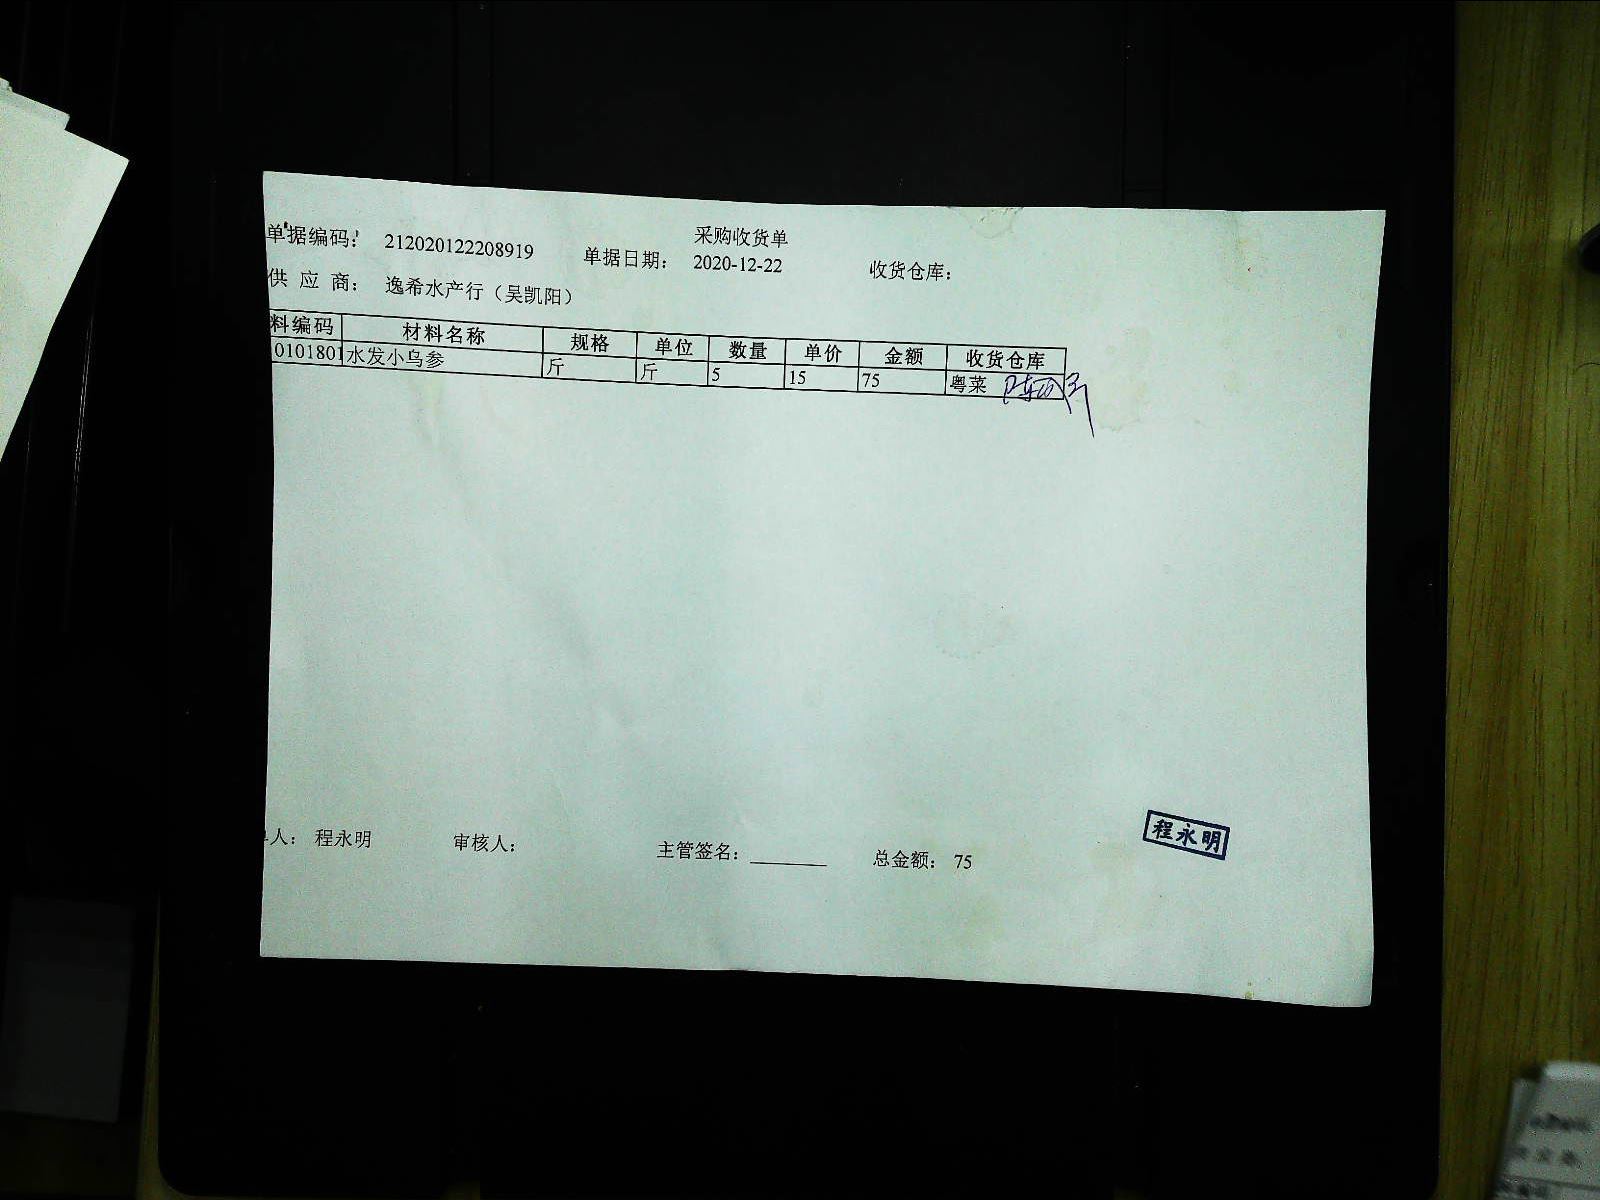 采购收货单
单据编码： 212020122208919 单据日期： 2020-12-22 收货仓库：
供 应 商： 逸希水产行（吴凯阳）
料编码 材料名称 规格 单位 数量 单价 金额 收货仓库
0101801 水发小乌参 斤 斤 5 15 75 粤菜
人： 程永明 审核人： 主管签名：________ 总金额： 75
程永明